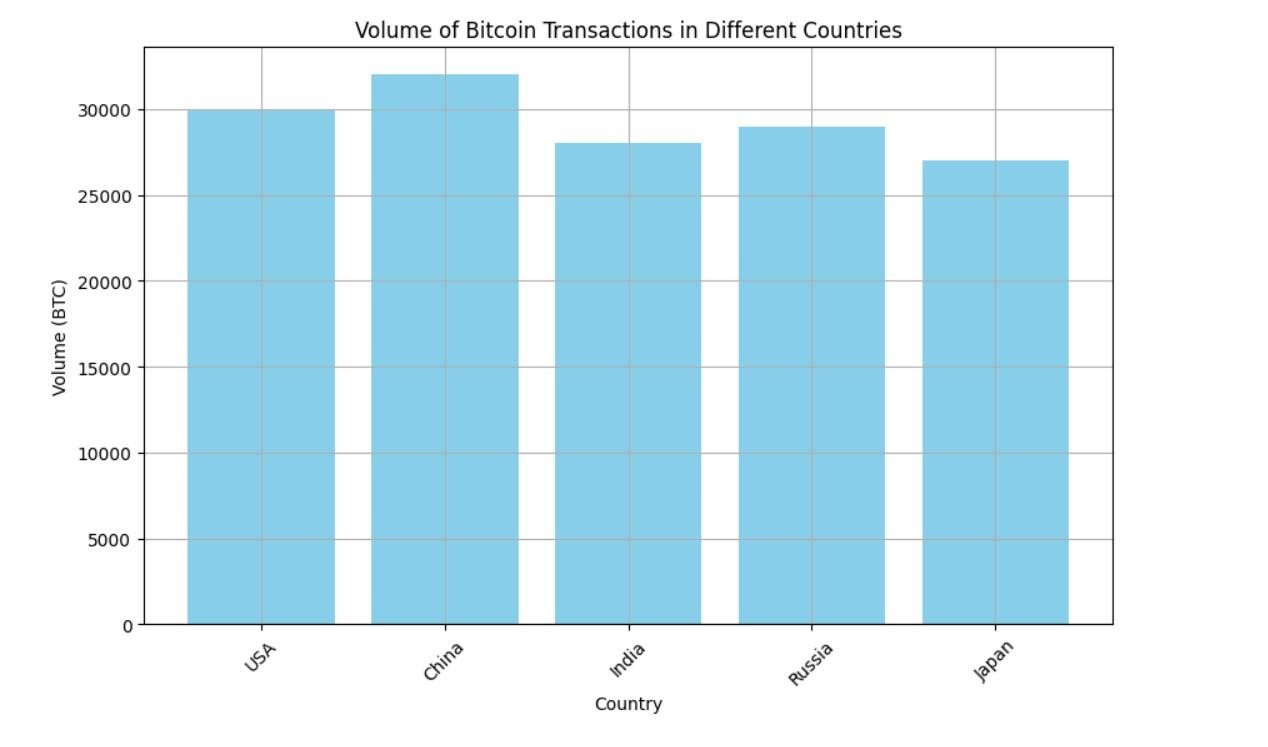 Volume of Bitcoin Transactions in Different Countries
30000
25000
20000
15000
10000
5000
0
Volume (BTC)
USA
China
India
Russia
Japan
Country